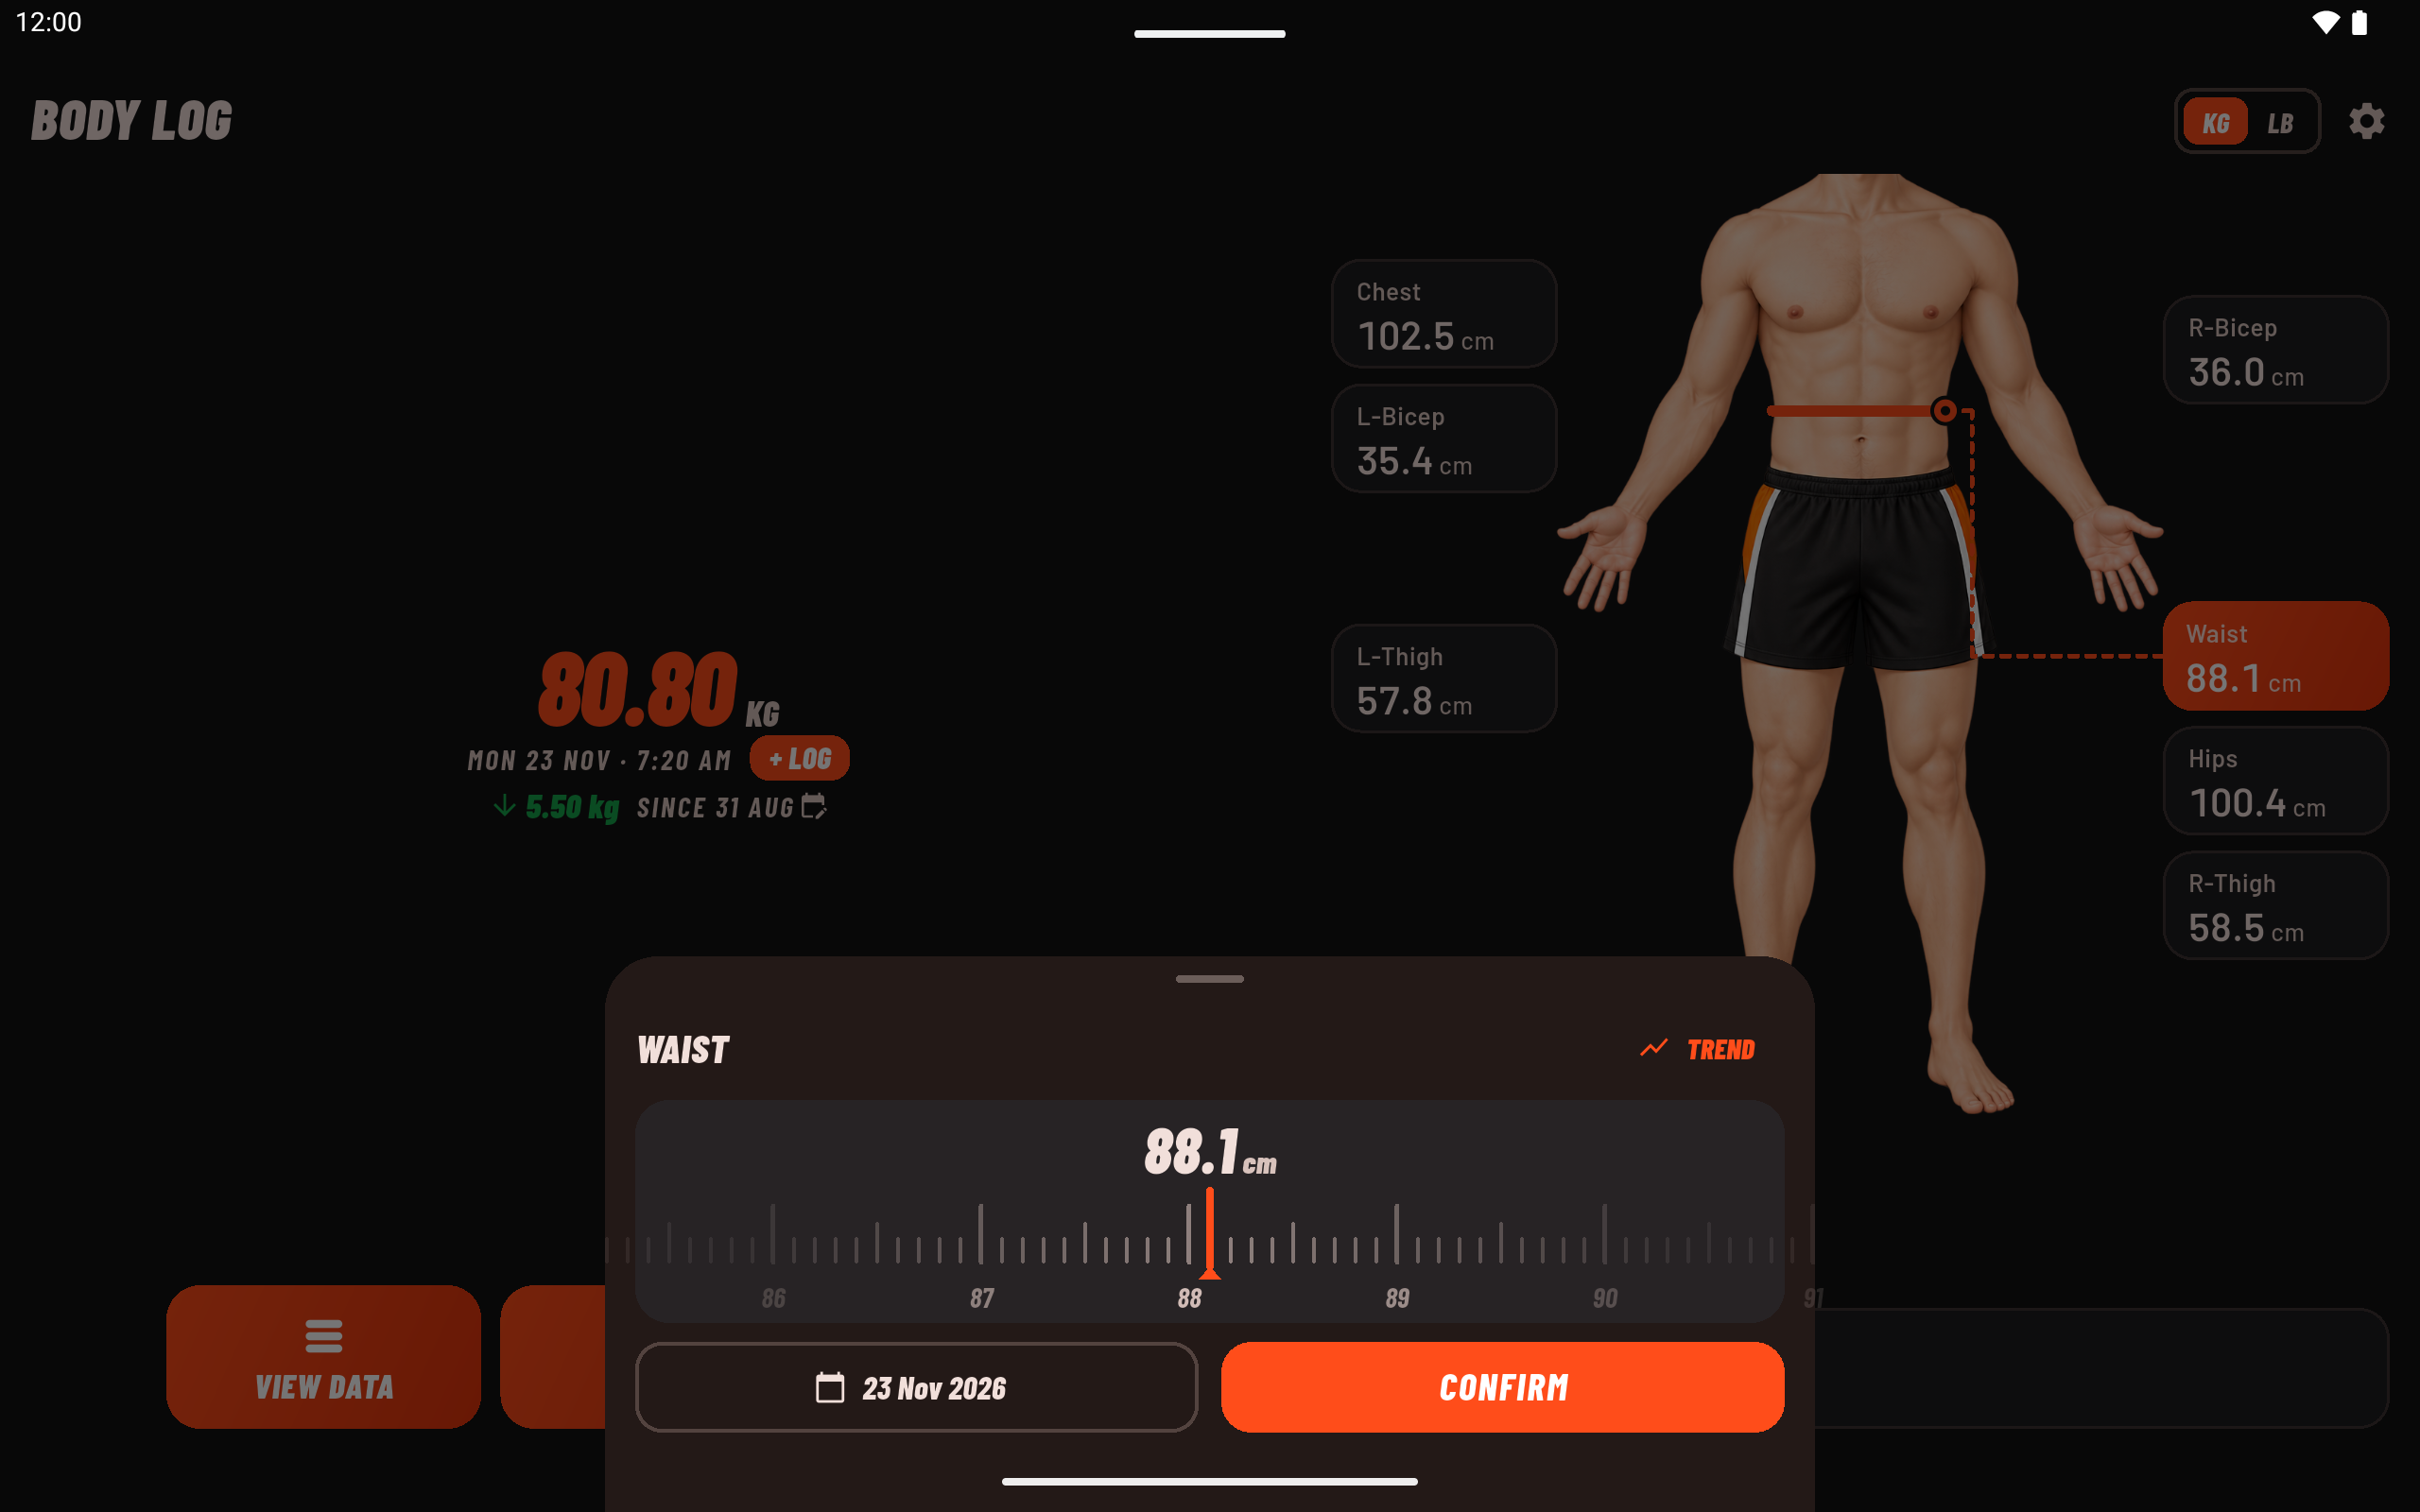 12:00
BODY LOG
KG LB
Chest
102.5 cm
L-Bicep
35.4 cm
L-Thigh
57.8 cm
R-Bicep
36.0 cm
Waist
88.1 cm
Hips
100.4 cm
R-Thigh
58.5 cm
80.80 KG
MON 23 NOV · 7:20 AM + LOG
5.50 kg SINCE 31 AUG
VIEW DATA
WAIST
TREND
88.1 cm
86 87 88 89 90 91
23 Nov 2026
CONFIRM